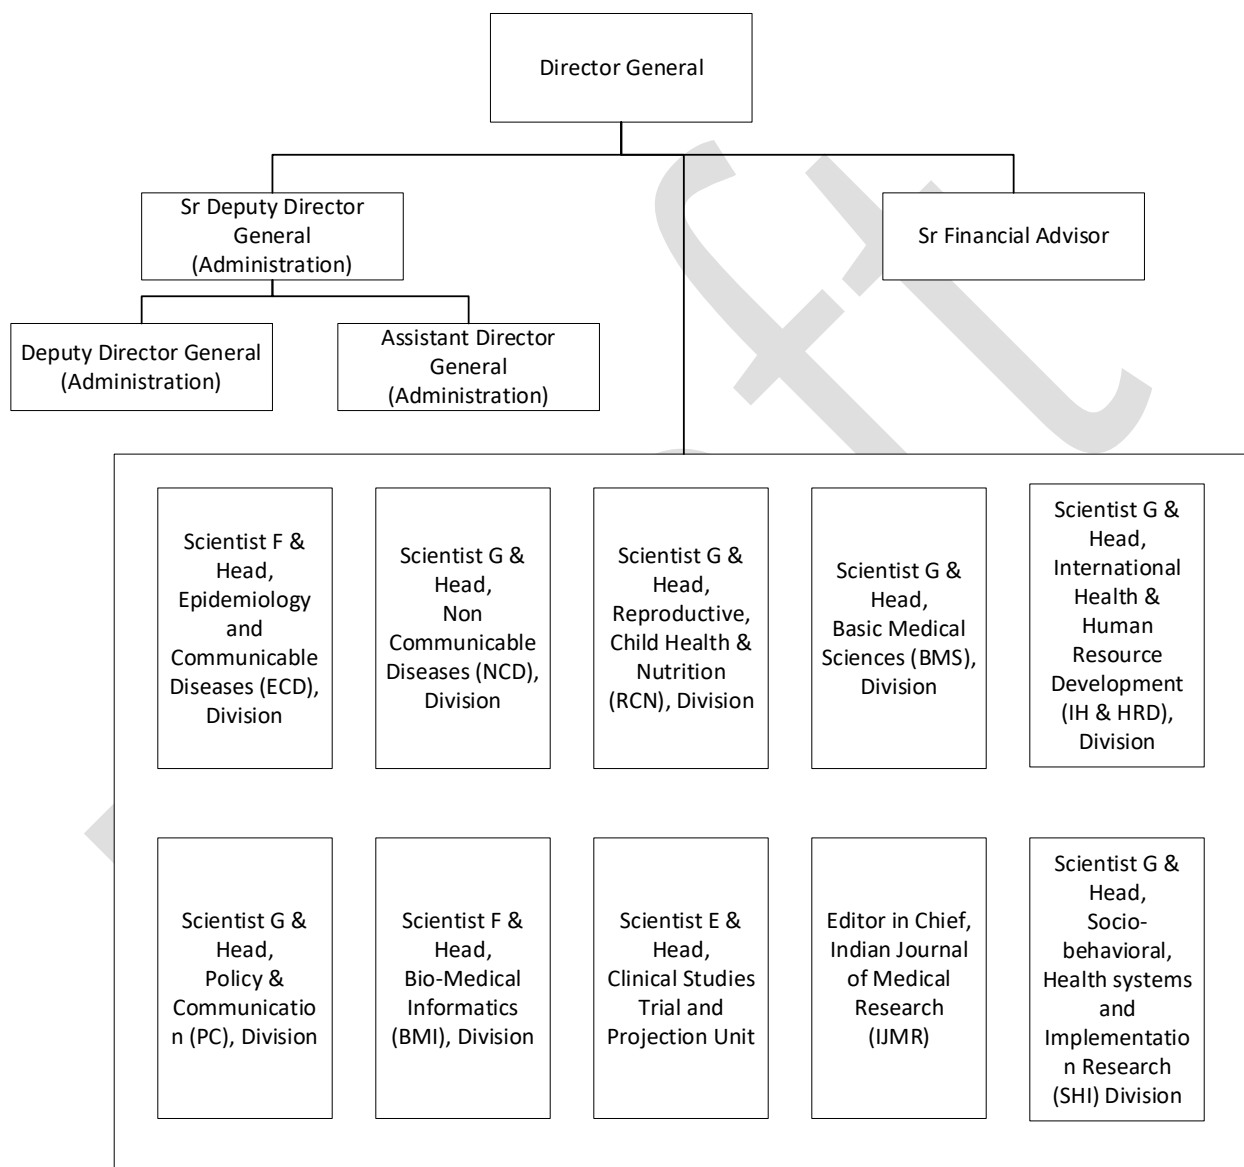 Director General
Sr Deputy Director
General
(Administration)
Sr Financial Advisor
Deputy Director General
(Administration)
Assistant Director
General
(Administration)
Scientist F &
Head,
Epidemiology
and
Communicable
Diseases (ECD),
Division
Scientist G &
Head,
Non
Communicable
Diseases (NCD),
Division
Scientist G &
Head,
Reproductive,
Child Health &
Nutrition
(RCN), Division
Scientist G &
Head,
Basic Medical
Sciences (BMS),
Division
Scientist G &
Head,
International
Health &
Human
Resource
Development
(IH & HRD),
Division
Scientist G &
Head,
Policy &
Communicatio
n (PC), Division
Scientist F &
Head,
Bio-Medical
Informatics
(BMI), Division
Scientist E &
Head,
Clinical Studies
Trial and
Projection Unit
Editor in Chief,
Indian Journal
of Medical
Research
(IJMR)
Scientist G &
Head,
Socio-
behavioral,
Health systems
and
Implementatio
n Research
(SHI) Division